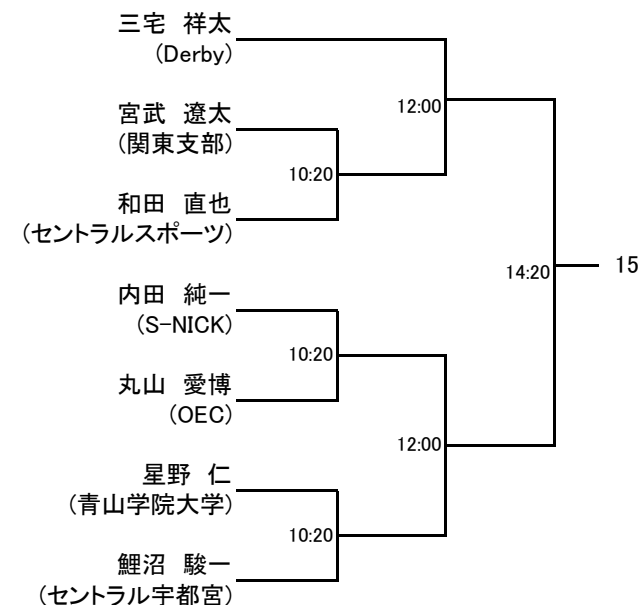 三宅 祥太
(Derby)
12:00
宮武 遼太
(関東支部)
10:20
和田 直也
(セントラルスポーツ)
14:20
15
内田 純一
(S-NICK)
10:20
丸山 愛博
(OEC)
12:00
星野 仁
(青山学院大学)
10:20
鯉沼 駿一
(セントラル宇都宮)